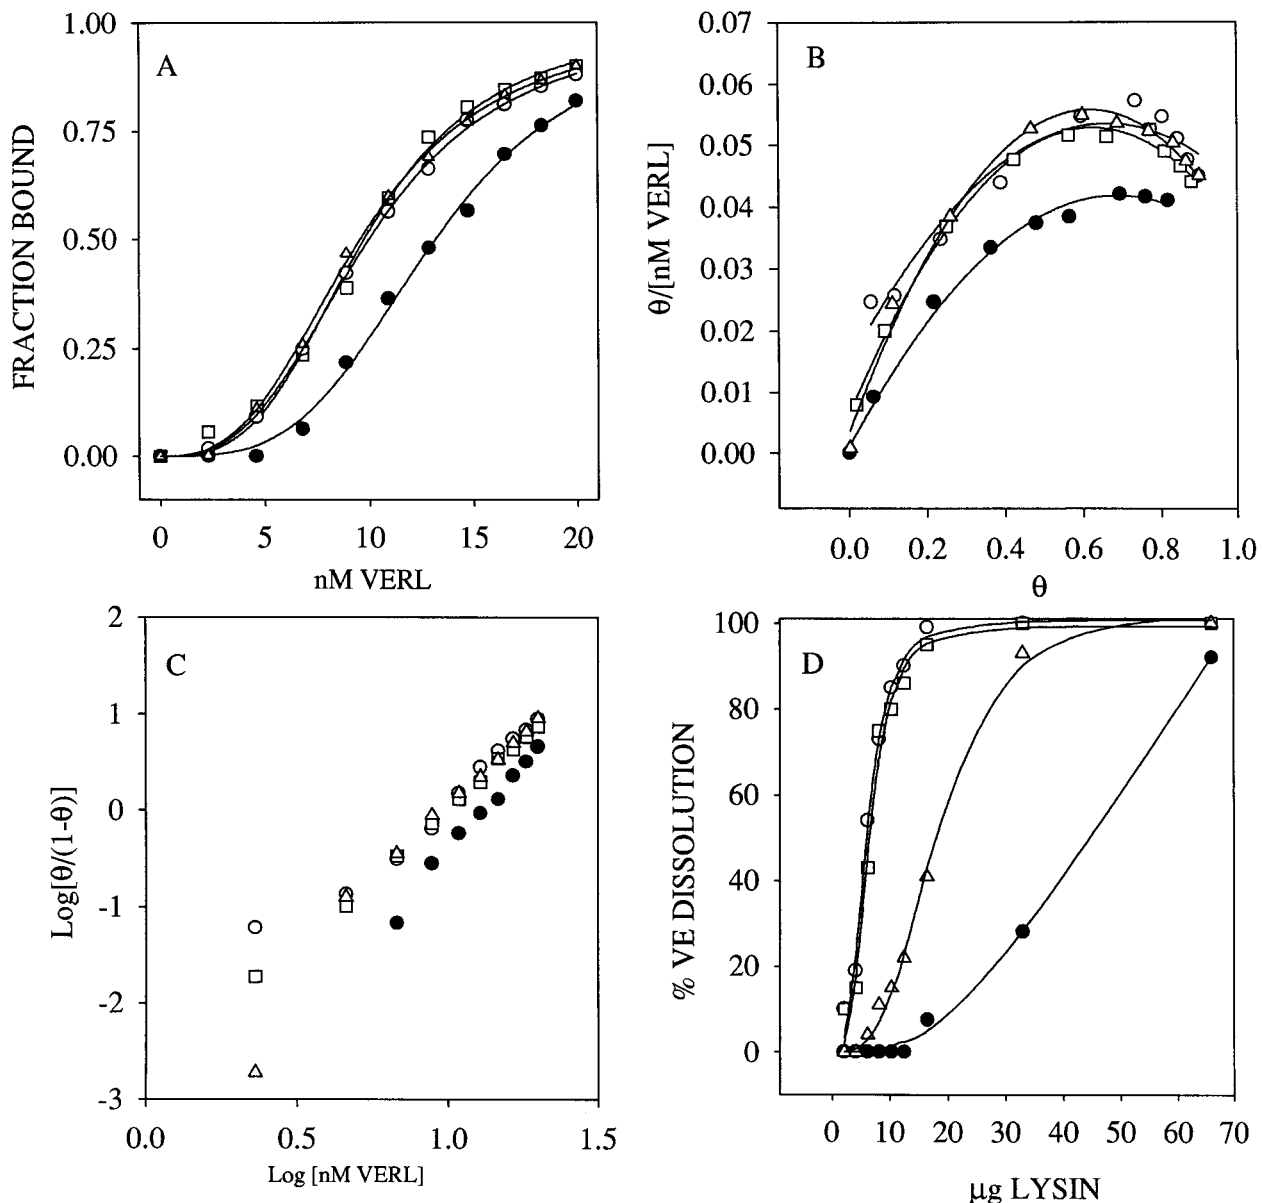 A
FRACTION BOUND
1.00
0.75
0.50
0.25
0.00
0 5 10 15 20
nM VERL
B
θ/[nM VERL]
0.07
0.06
0.05
0.04
0.03
0.02
0.01
0.00
0.0 0.2 0.4 0.6 0.8 1.0
θ
C
Log[θ/(1-θ)]
2
1
0
-1
-2
-3
0.0 0.5 1.0 1.5
Log [nM VERL]
D
% VE DISSOLUTION
100
80
60
40
20
0
0 10 20 30 40 50 60 70
µg LYSIN